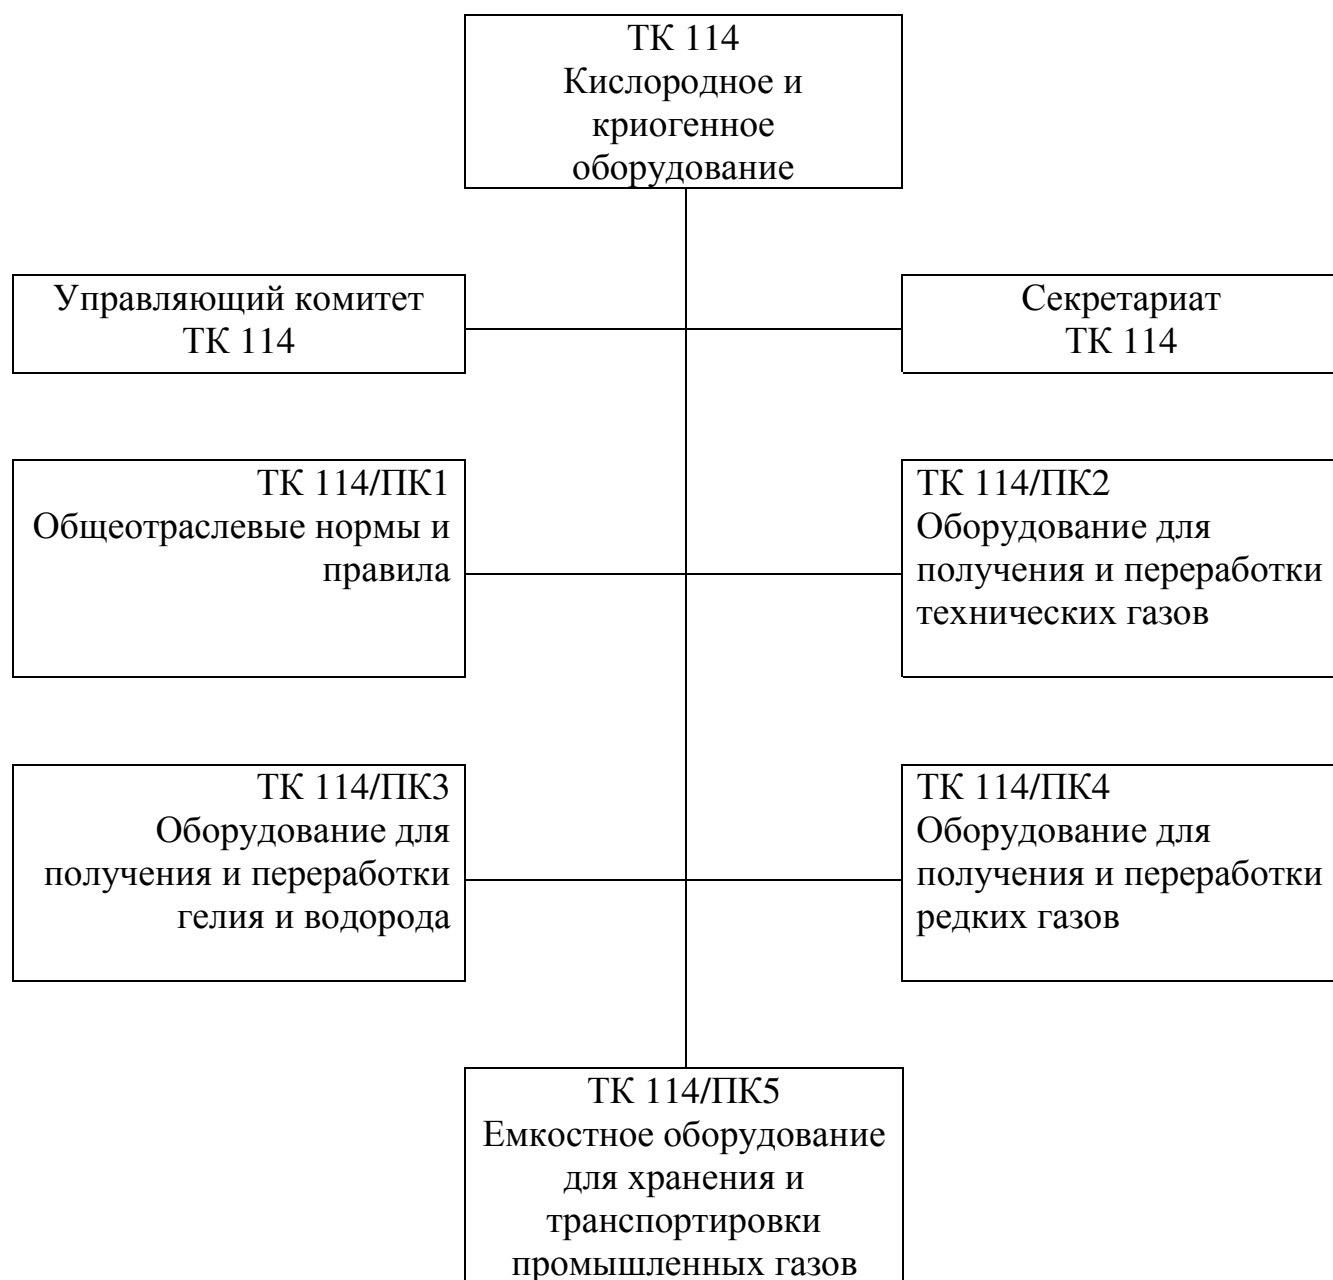 ТК 114
Кислородное и
криогенное
оборудование
Управляющий комитет
ТК 114
Секретариат
ТК 114
ТК 114/ПК1
Общеотраслевые нормы и
правила
ТК 114/ПК2
Оборудование для
получения и переработки
технических газов
ТК 114/ПК3
Оборудование для
получения и переработки
гелия и водорода
ТК 114/ПК4
Оборудование для
получения и переработки
редких газов
ТК 114/ПК5
Емкостное оборудование
для хранения и
транспортировки
промышленных газов